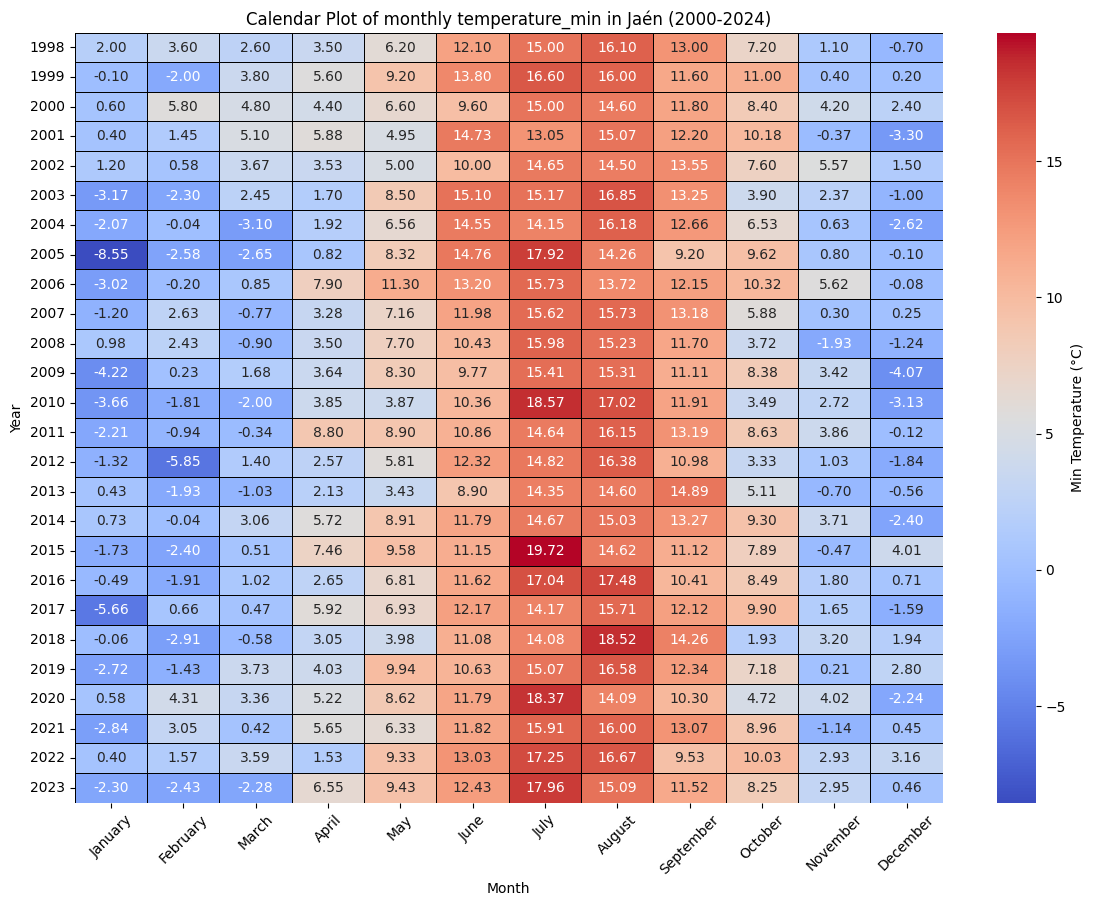 Calendar Plot of monthly temperature_min in Jaén (2000-2024)
1998 2.00 3.60 2.60 3.50 6.20 12.10 15.00 16.10 13.00 7.20 1.10 -0.70
1999 -0.10 -2.00 3.80 5.60 9.20 13.80 16.60 16.00 11.60 11.00 0.40 0.20
2000 0.60 5.80 4.80 4.40 6.60 9.60 15.00 14.60 11.80 8.40 4.20 2.40
2001 0.40 1.45 5.10 5.88 4.95 14.73 13.05 15.07 12.20 10.18 -0.37 -3.30
2002 1.20 0.58 3.67 3.53 5.00 10.00 14.65 14.50 13.55 7.60 5.57 1.50
2003 -3.17 -2.30 2.45 1.70 8.50 15.10 15.17 16.85 13.25 3.90 2.37 -1.00
2004 -2.07 -0.04 -3.10 1.92 6.56 14.55 14.15 16.18 12.66 6.53 0.63 -2.62
2005 -8.55 -2.58 -2.65 0.82 8.32 14.76 17.92 14.26 9.20 9.62 0.80 -0.10
2006 -3.02 -0.20 0.85 7.90 11.30 13.20 15.73 13.72 12.15 10.32 5.62 -0.08
2007 -1.20 2.63 -0.77 3.28 7.16 11.98 15.62 15.73 13.18 5.88 0.30 0.25
2008 0.98 2.43 -0.90 3.50 7.70 10.43 15.98 15.23 11.70 3.72 -1.93 -1.24
2009 -4.22 0.23 1.68 3.64 8.30 9.77 15.41 15.31 11.11 8.38 3.42 -4.07
2010 -3.66 -1.81 -2.00 3.85 3.87 10.36 18.57 17.02 11.91 3.49 2.72 -3.13
2011 -2.21 -0.94 -0.34 8.80 8.90 10.86 14.64 16.15 13.19 8.63 3.86 -0.12
2012 -1.32 -5.85 1.40 2.57 5.81 12.32 14.82 16.38 10.98 3.33 1.03 -1.84
2013 0.43 -1.93 -1.03 2.13 3.43 8.90 14.35 14.60 14.89 5.11 -0.70 -0.56
2014 0.73 -0.04 3.06 5.72 8.91 11.79 14.67 15.03 13.27 9.30 3.71 -2.40
2015 -1.73 -2.40 0.51 7.46 9.58 11.15 19.72 14.62 11.12 7.89 -0.47 4.01
2016 -0.49 -1.91 1.02 2.65 6.81 11.62 17.04 17.48 10.41 8.49 1.80 0.71
2017 -5.66 0.66 0.47 5.92 6.93 12.17 14.17 15.71 12.12 9.90 1.65 -1.59
2018 -0.06 -2.91 -0.58 3.05 3.98 11.08 14.08 18.52 14.26 1.93 3.20 1.94
2019 -2.72 -1.43 3.73 4.03 9.94 10.63 15.07 16.58 12.34 7.18 0.21 2.80
2020 0.58 4.31 3.36 5.22 8.62 11.79 18.37 14.09 10.30 4.72 4.02 -2.24
2021 -2.84 3.05 0.42 5.65 6.33 11.82 15.91 16.00 13.07 8.96 -1.14 0.45
2022 0.40 1.57 3.59 1.53 9.33 13.03 17.25 16.67 9.53 10.03 2.93 3.16
2023 -2.30 -2.43 -2.28 6.55 9.43 12.43 17.96 15.09 11.52 8.25 2.95 0.46
January February March April May June July August September October November December
Month
Year
15
10
5
0
−5
Min Temperature (°C)